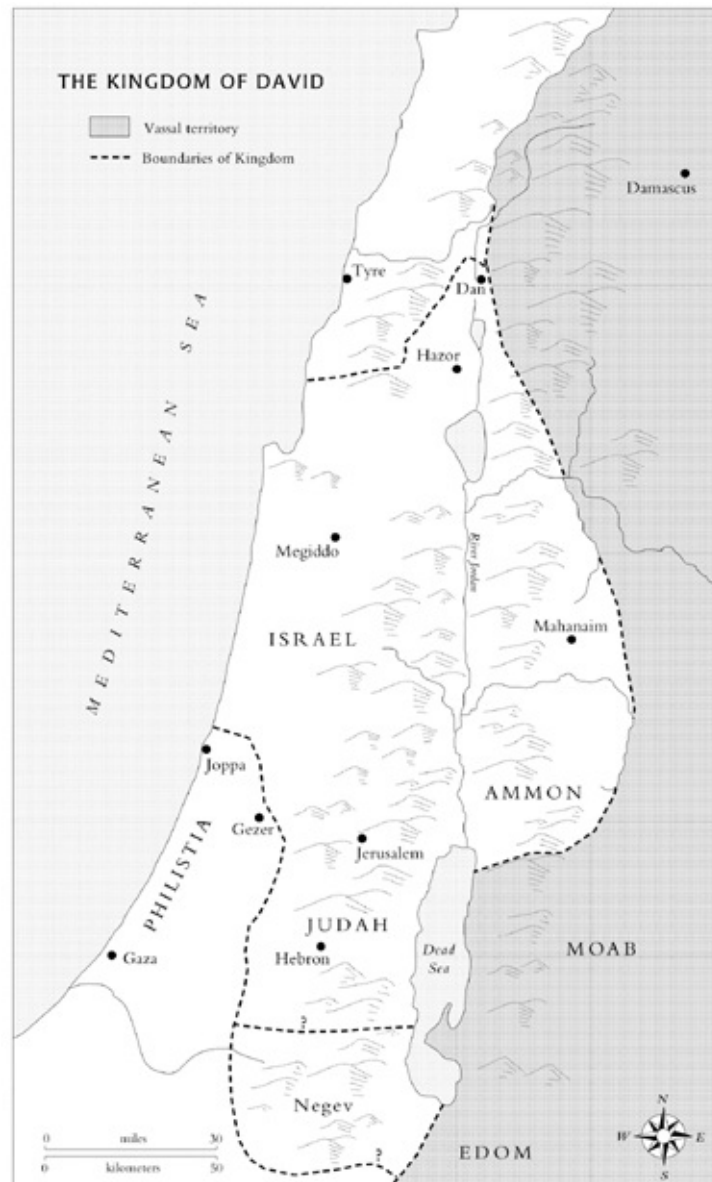 THE KINGDOM OF DAVID
Vassal territory
Boundaries of Kingdom
Damascus
Tyre
Dan
Hazor
MEDITERRANEAN SEA
Megiddo
River Jordan
ISRAEL
Mahanaim
Joppa
AMMON
Gezer
Jerusalem
PHILISTIA
JUDAH
Gaza
Hebron
Dead
Sea
MOAB
?
Negev
?
EDOM
0 miles 30
0 kilometers 50
N
W E
S